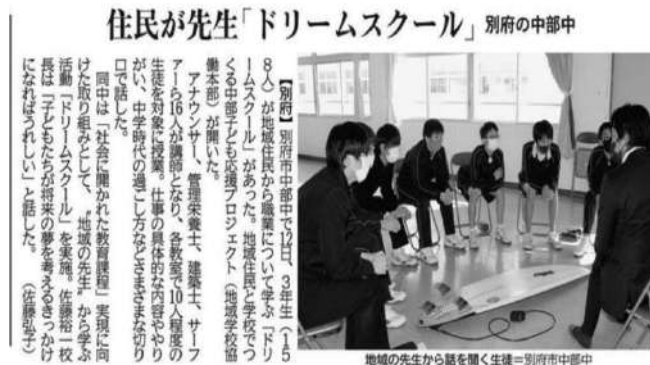 住民が先生「ドリームスクール」 別府の中部中
【別府】別府市中部中で12日、3年生(15
8人)が地域住民から職業について学ぶ「ドリ
ームスクール」があった。地域住民と学校でつ
くる中部子ども応援プロジェクト(地域学校協
働本部)が開いた。
アナウンサー、管理栄養士、建築士、サーフ
ァーら16人が講師となり、各教室で10人程度の
生徒を対象に授業。仕事の具体的な内容ややり
がい、中学時代の過ごし方などさまざまな切り
口で話した。
同中は「社会に開かれた教育課程」実現に向
けた取り組みとして、〝地域の先生〟から学ぶ
活動「ドリームスクール」を実施。佐藤裕一校
長は「子どもたちが将来の夢を考えるきっかけ
になればうれしい」と話した。 (佐藤弘子)
地域の先生から話を聞く生徒=別府市中部中